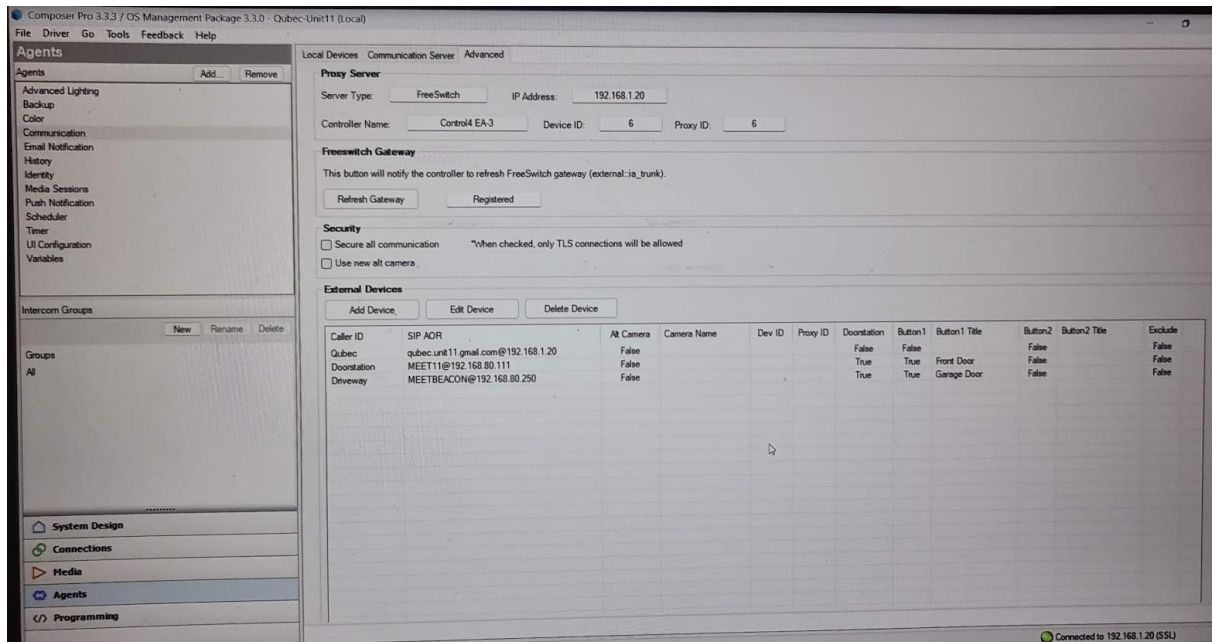 Composer Pro 3.3.3 / OS Management Package 3.3.0 - Qubec-Unit11 (Local)
File Driver Go Tools Feedback Help
Agents
Agents Add... Remove
Advanced Lighting
Backup
Color
Communication
Email Notification
History
Identity
Media Sessions
Push Notification
Scheduler
Timer
UI Configuration
Variables
Intercom Groups
New Rename Delete
Groups
All
System Design
Connections
Media
Agents
Programming
Local Devices Communication Server Advanced
Proxy Server
Server Type: FreeSwitch IP Address: 192.168.1.20
Controller Name: Control4 EA-3 Device ID: 6 Proxy ID: 6
Freeswitch Gateway
This button will notify the controller to refresh FreeSwitch gateway (external::ia_trunk).
Refresh Gateway Registered
Security
Secure all communication *When checked, only TLS connections will be allowed
Use new alt camera
External Devices
Add Device Edit Device Delete Device
Caller ID SIP AOR Alt Camera Camera Name Dev ID Proxy ID Doorstation Button1 Button1 Title Button2 Button2 Title Exclude
Qubec qubec.unit11.gmail.com@192.168.1.20 False False False False False
Doorstation MEET11@192.168.80.111 False True True Front Door False False
Driveway MEETBEACON@192.168.80.250 False True True Garage Door False False
Connected to 192.168.1.20 (SSL)